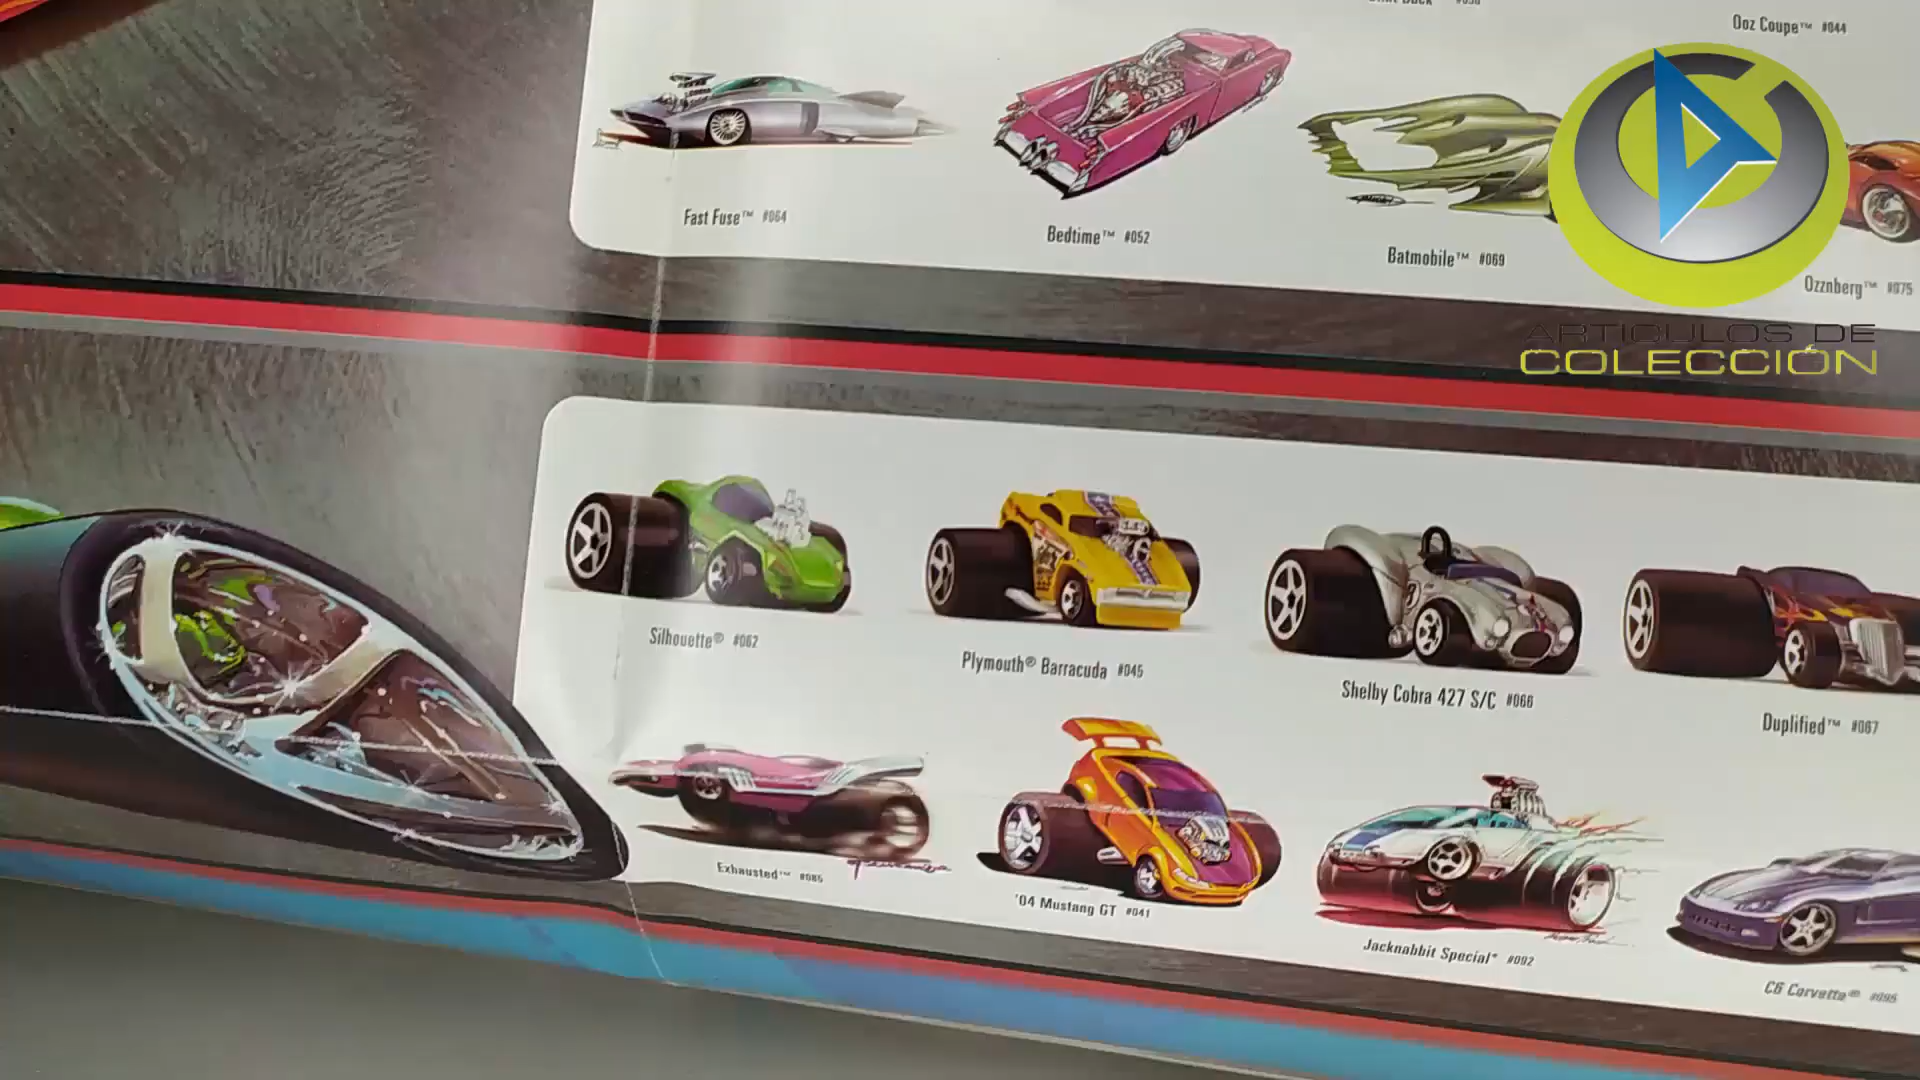 Ooz Coupe™ #044
Fast Fuse™ #064
Bedtime™ #052
Batmobile™ #069
Ozznberg™ #075
ARTICULOS DE
COLECCIÓN
Silhouette® #062
Plymouth® Barracuda #045
Shelby Cobra 427 S/C #066
Duplified™ #067
Exhausted™ #085
'04 Mustang GT #041
Jacknabbit Special* #092
C6 Corvette® #095